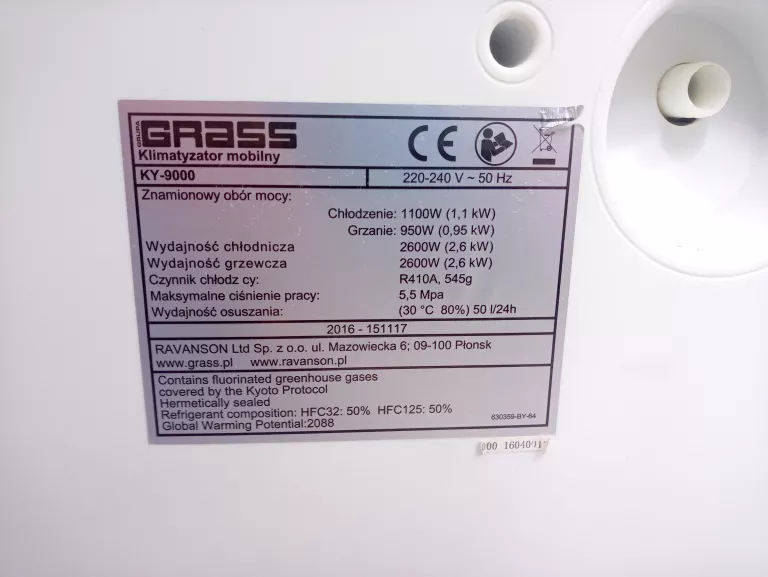 GRUPA GRASS
Klimatyzator mobilny
CE
KY-9000 220-240 V ~ 50 Hz
Znamionowy obór mocy:
Chłodzenie: 1100W (1,1 kW)
Grzanie: 950W (0,95 kW)
Wydajność chłodnicza 2600W (2,6 kW)
Wydajność grzewcza 2600W (2,6 kW)
Czynnik chłodz cy: R410A, 545g
Maksymalne ciśnienie pracy: 5,5 Mpa
Wydajność osuszania: (30 °C 80%) 50 l/24h
2016 - 151117
RAVANSON Ltd Sp. z o.o. ul. Mazowiecka 6; 09-100 Płonsk
www.grass.pl www.ravanson.pl
Contains fluorinated greenhouse gases
covered by the Kyoto Protocol
Hermetically sealed
Refrigerant composition: HFC32: 50% HFC125: 50%
Global Warming Potential:2088
630359-BY-64